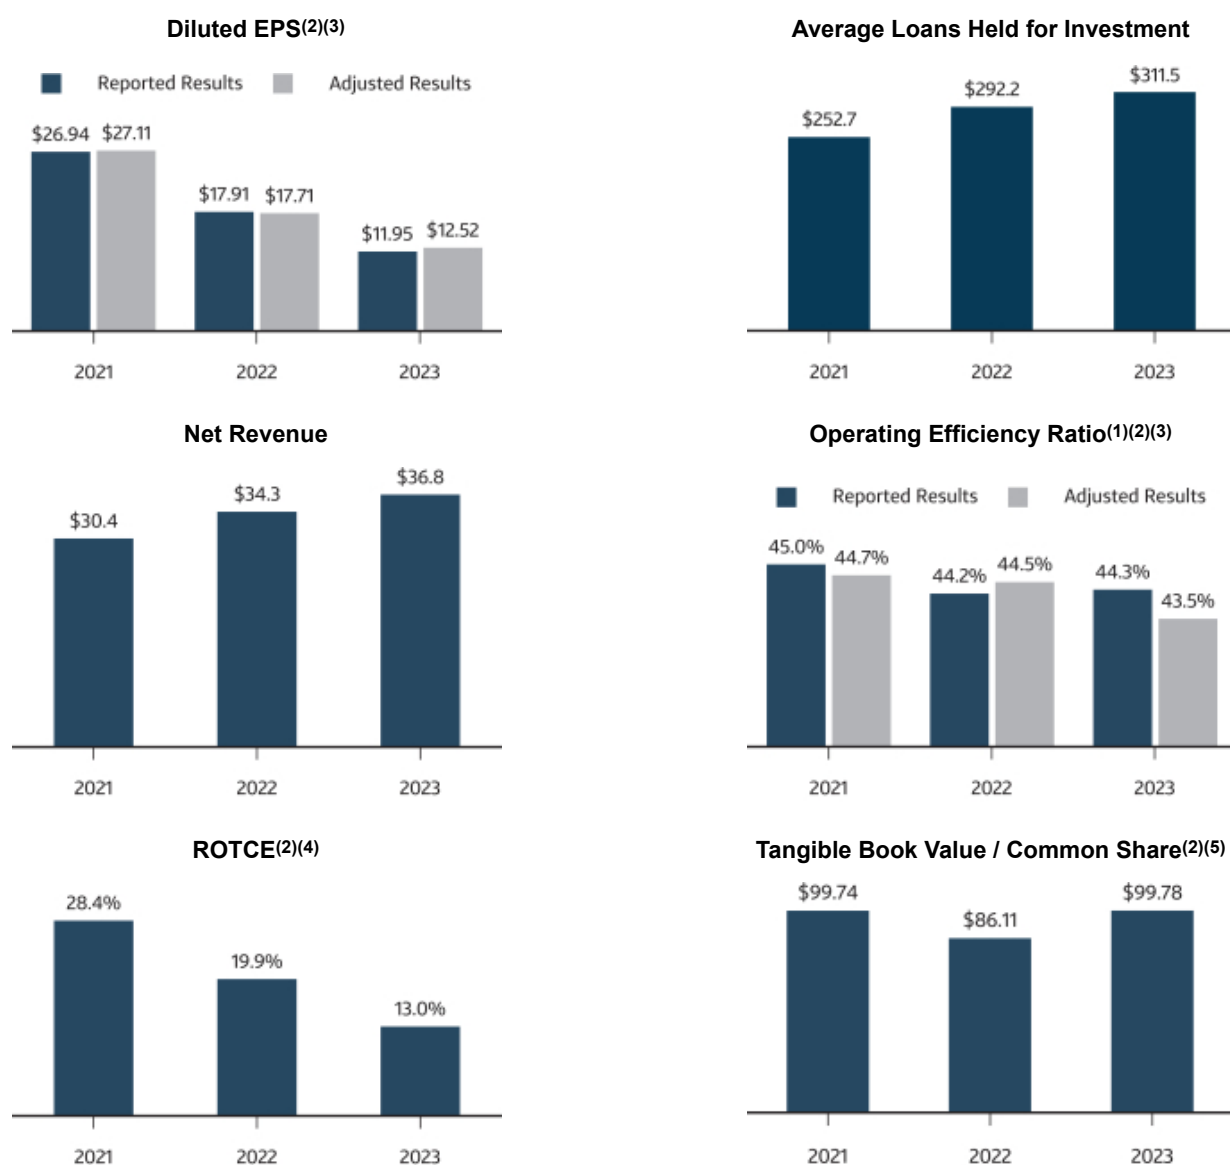 Diluted EPS(2)(3)
Reported Results Adjusted Results
$26.94 $27.11
$17.91 $17.71
$11.95 $12.52
2021 2022 2023
Average Loans Held for Investment
$252.7
$292.2
$311.5
2021 2022 2023
Net Revenue
$30.4
$34.3
$36.8
2021 2022 2023
Operating Efficiency Ratio(1)(2)(3)
Reported Results Adjusted Results
45.0% 44.7%
44.2% 44.5%
44.3% 43.5%
2021 2022 2023
ROTCE(2)(4)
28.4%
19.9%
13.0%
2021 2022 2023
Tangible Book Value / Common Share(2)(5)
$99.74
$86.11
$99.78
2021 2022 2023